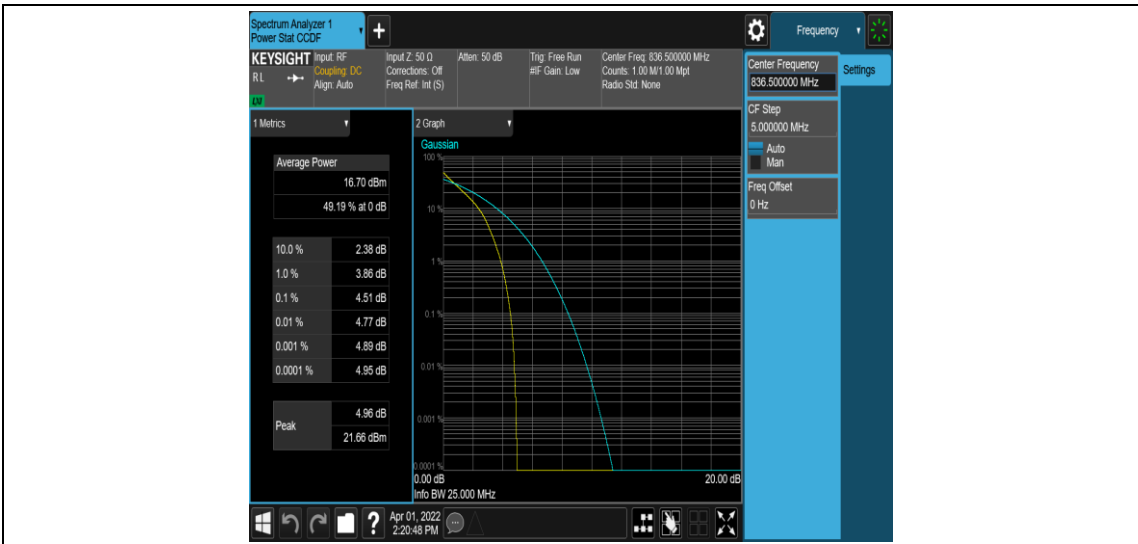 Spectrum Analyzer 1
Power Stat CCDF
+
Frequency
KEYSIGHT
Input: RF
Coupling: DC
Align: Auto
RL
LXI
Input Z: 50 Ω
Corrections: Off
Freq Ref: Int (S)
Atten: 50 dB
Trig: Free Run
#IF Gain: Low
Center Freq: 836.500000 MHz
Counts: 1.00 M/1.00 Mpt
Radio Std: None
Center Frequency
836.500000 MHz
Settings
CF Step
5.000000 MHz
Auto
Man
Freq Offset
0 Hz
1 Metrics
Average Power
16.70 dBm
49.19 % at 0 dB
10.0 % 2.38 dB
1.0 % 3.86 dB
0.1 % 4.51 dB
0.01 % 4.77 dB
0.001 % 4.89 dB
0.0001 % 4.95 dB
Peak
4.96 dB
21.66 dBm
2 Graph
Gaussian
100 %
10 %
1 %
0.1 %
0.01 %
0.001 %
0.0001 %
0.00 dB 20.00 dB
Info BW 25.000 MHz
?
Apr 01, 2022
2:20:48 PM